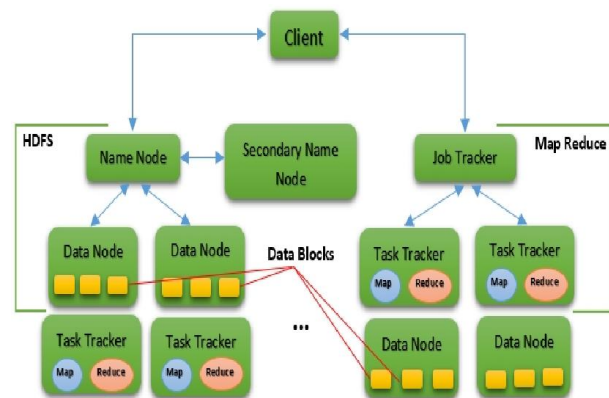 Client
HDFS
Name Node
Secondary Name
Node
Job Tracker
Map Reduce
Data Node
Data Node
Data Blocks
Task Tracker
Map
Reduce
Task Tracker
Map
Reduce
Task Tracker
Map
Reduce
Task Tracker
Map
Reduce
...
Data Node
Data Node